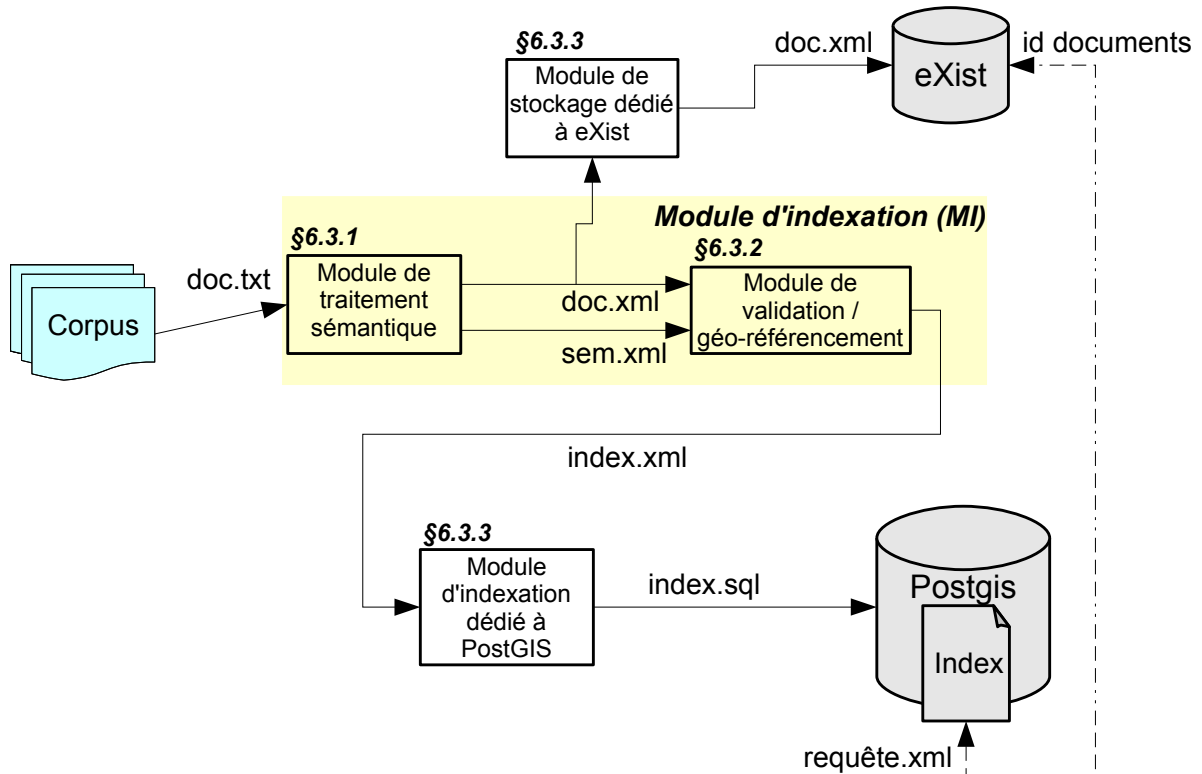 §6.3.3
Module de
stockage dédié
à eXist
doc.xml
eXist
id documents
Module d'indexation (MI)
§6.3.1
Module de
traitement
sémantique
§6.3.2
Module de
validation /
géo-référencement
Corpus
doc.txt
doc.xml
sem.xml
index.xml
§6.3.3
Module
d'indexation
dédié à
PostGIS
index.sql
Postgis
Index
requête.xml